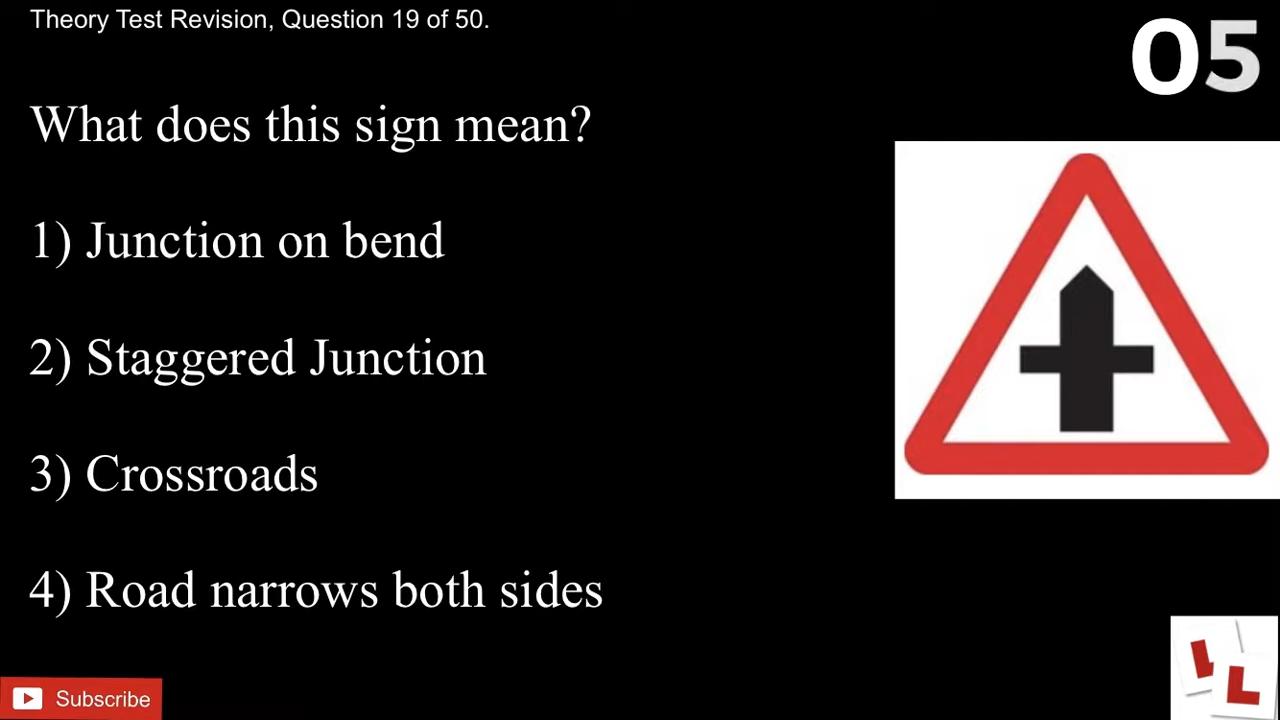 Theory Test Revision, Question 19 of 50.
05
What does this sign mean?
1) Junction on bend
2) Staggered Junction
3) Crossroads
4) Road narrows both sides
L L
Subscribe